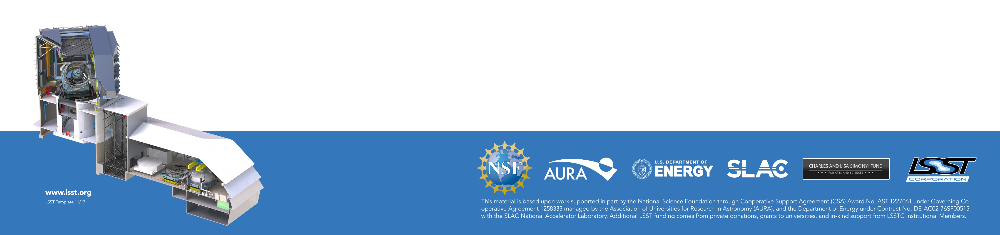 NSF
AURA
U.S. DEPARTMENT OF
ENERGY
SLAC
CHARLES AND LISA SIMONYI FUND
• • • FOR ARTS AND SCIENCES • • •
LSST
CORPORATION
www.lsst.org
LSST Template 11/17
This material is based upon work supported in part by the National Science Foundation through Cooperative Support Agreement (CSA) Award No. AST-1227061 under Governing Co-
operative Agreement 1258333 managed by the Association of Universities for Research in Astronomy (AURA), and the Department of Energy under Contract No. DE-AC02-76SF00515
with the SLAC National Accelerator Laboratory. Additional LSST funding comes from private donations, grants to universities, and in-kind support from LSSTC Institutional Members.